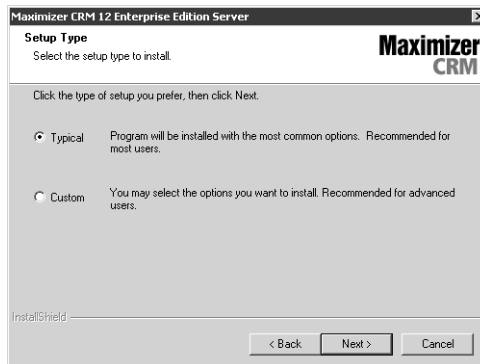 Maximizer CRM 12 Enterprise Edition Server
Setup Type
Select the setup type to install.
Maximizer
CRM
Click the type of setup you prefer, then click Next.
Typical
Program will be installed with the most common options. Recommended for
most users.
Custom
You may select the options you want to install. Recommended for advanced
users.
InstallShield
< Back
Next >
Cancel